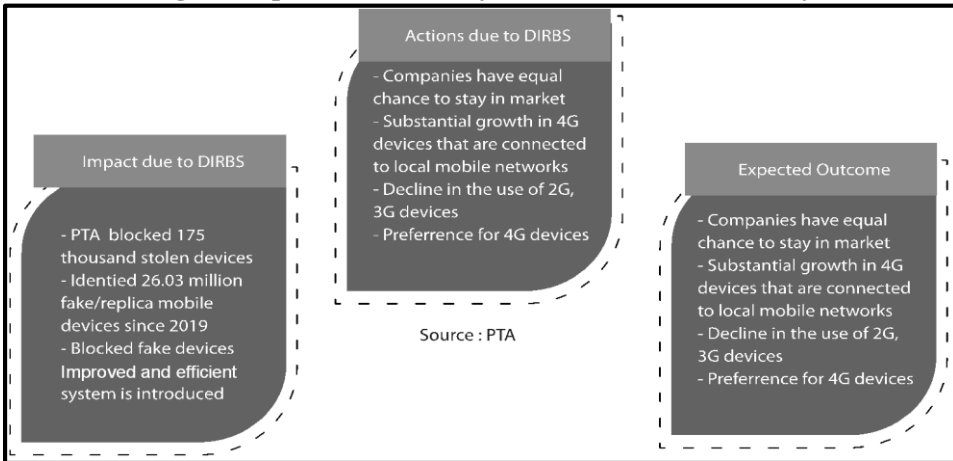 Impact due to DIRBS
- PTA blocked 175
thousand stolen devices
- Identied 26.03 million
fake/replica mobile
devices since 2019
- Blocked fake devices
Improved and efficient
system is introduced
Actions due to DIRBS
- Companies have equal
chance to stay in market
- Substantial growth in 4G
devices that are connected
to local mobile networks
- Decline in the use of 2G,
3G devices
- Preferrence for 4G devices
Source : PTA
Expected Outcome
- Companies have equal
chance to stay in market
- Substantial growth in 4G
devices that are connected
to local mobile networks
- Decline in the use of 2G,
3G devices
- Preferrence for 4G devices